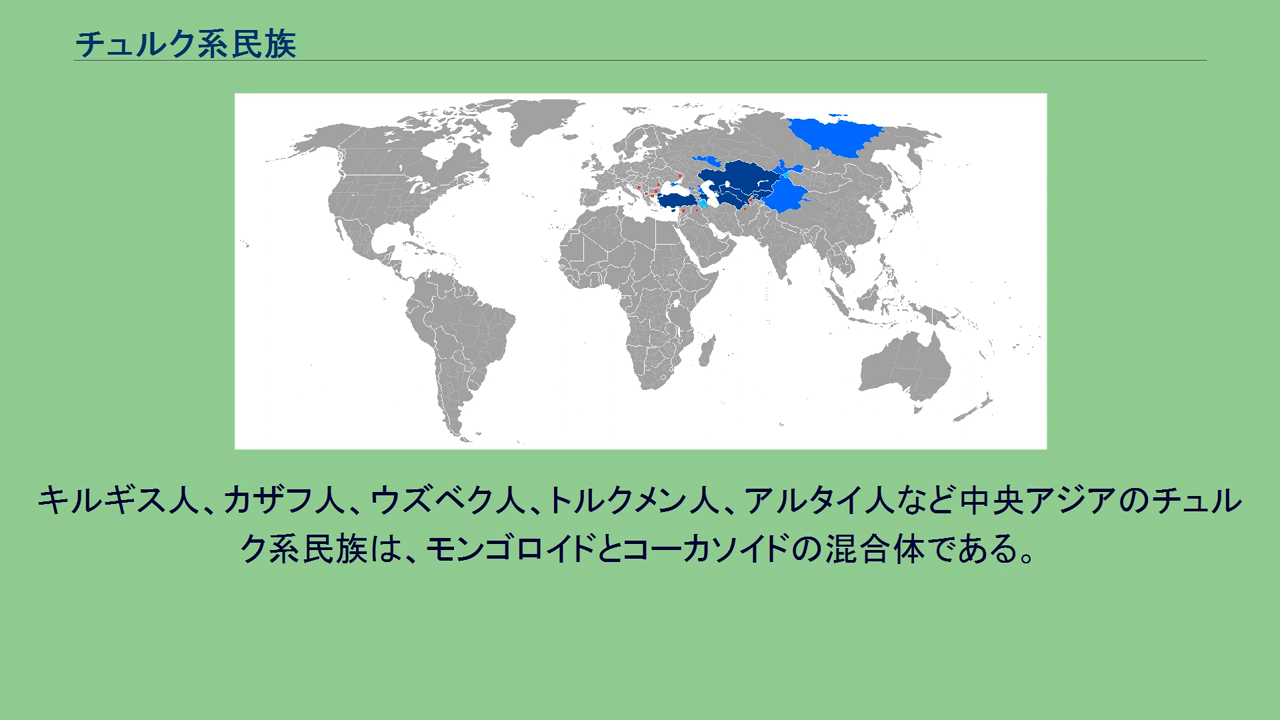 チュルク系民族
キルギス人、カザフ人、ウズベク人、トルクメン人、アルタイ人など中央アジアのチュル
ク系民族は、モンゴロイドとコーカソイドの混合体である。